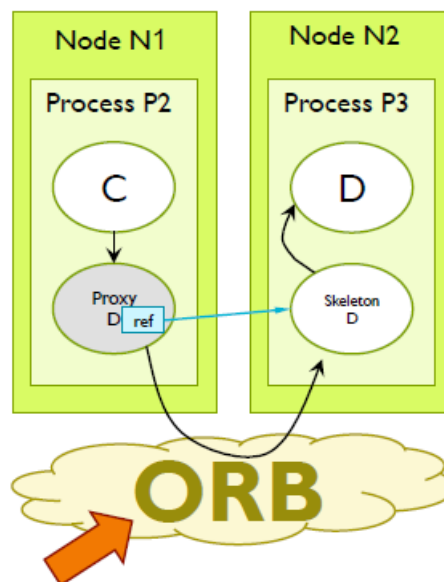 Node N1
Node N2
Process P2
Process P3
C
D
Proxy
D
ref
Skeleton
D
ORB